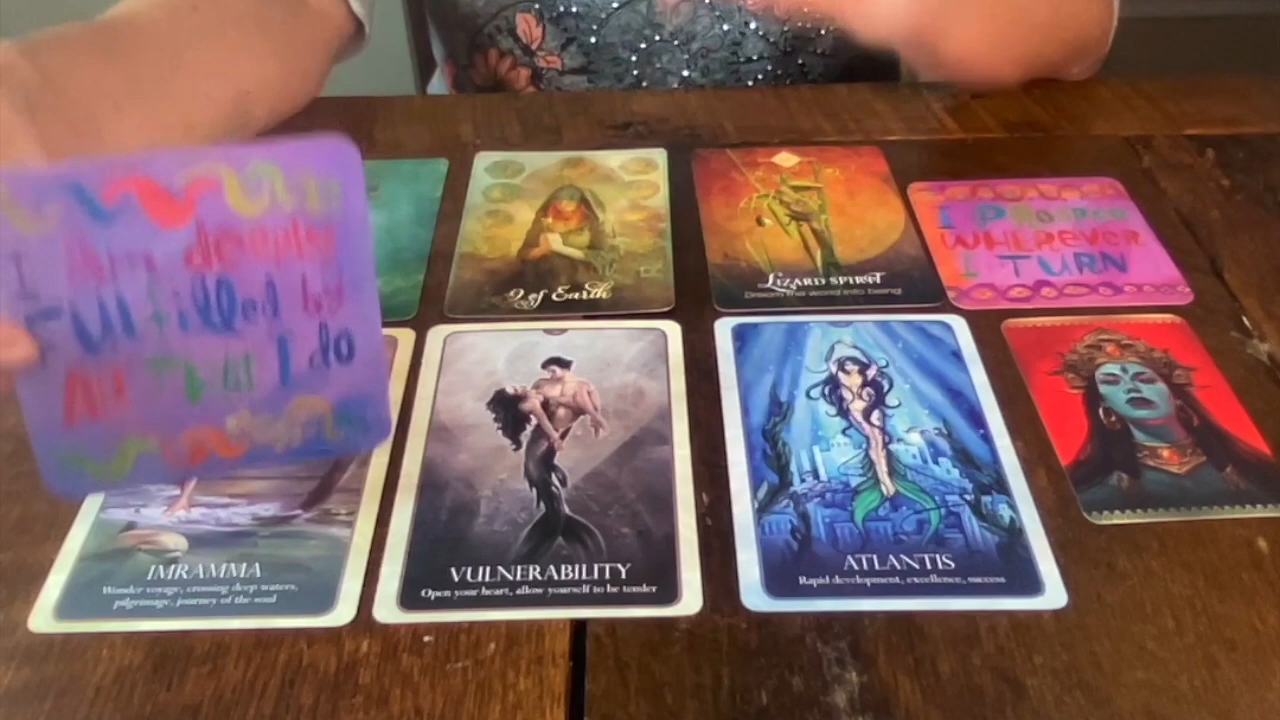 I Am deeply
Fulfilled by
All That I do
9 of Earth
LIZARD SPIRIT
Dream the world into being!
I PROSPER
WHEREVER
I TURN
IMRAMMA
Wonder voyage, crossing deep waters,
pilgrimage, journey of the soul
VULNERABILITY
Open your heart, allow yourself to be tender
ATLANTIS
Rapid development, excellence, success